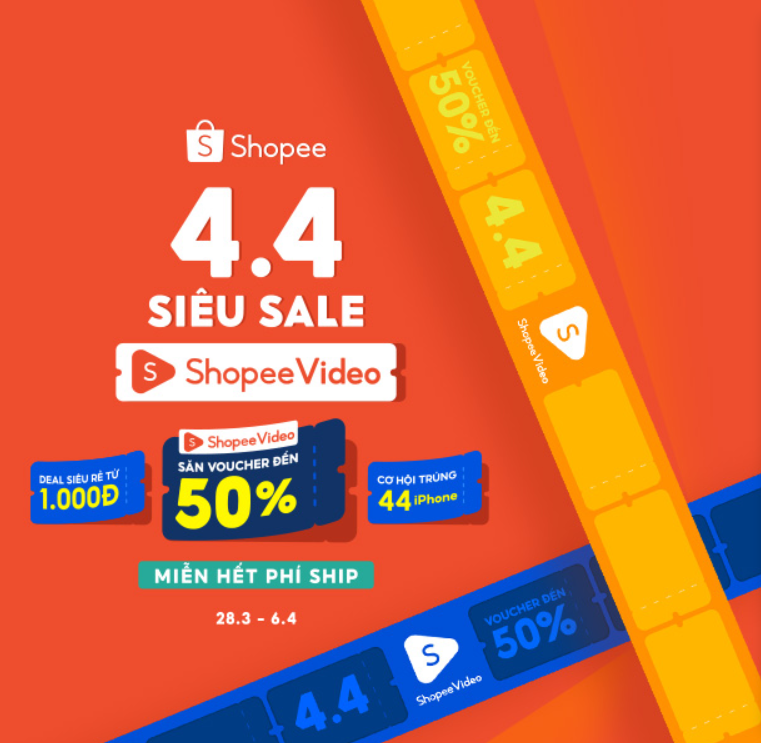 Shopee
4.4
SIÊU SALE
ShopeeVideo
DEAL SIÊU RẺ TỪ
1.000Đ
ShopeeVideo
SĂN VOUCHER ĐẾN
50%
CƠ HỘI TRÚNG
44 iPhone
MIỄN HẾT PHÍ SHIP
28.3 - 6.4
VOUCHER ĐẾN
50%
4.4
ShopeeVideo
VOUCHER ĐẾN
50%
ShopeeVideo
4.4